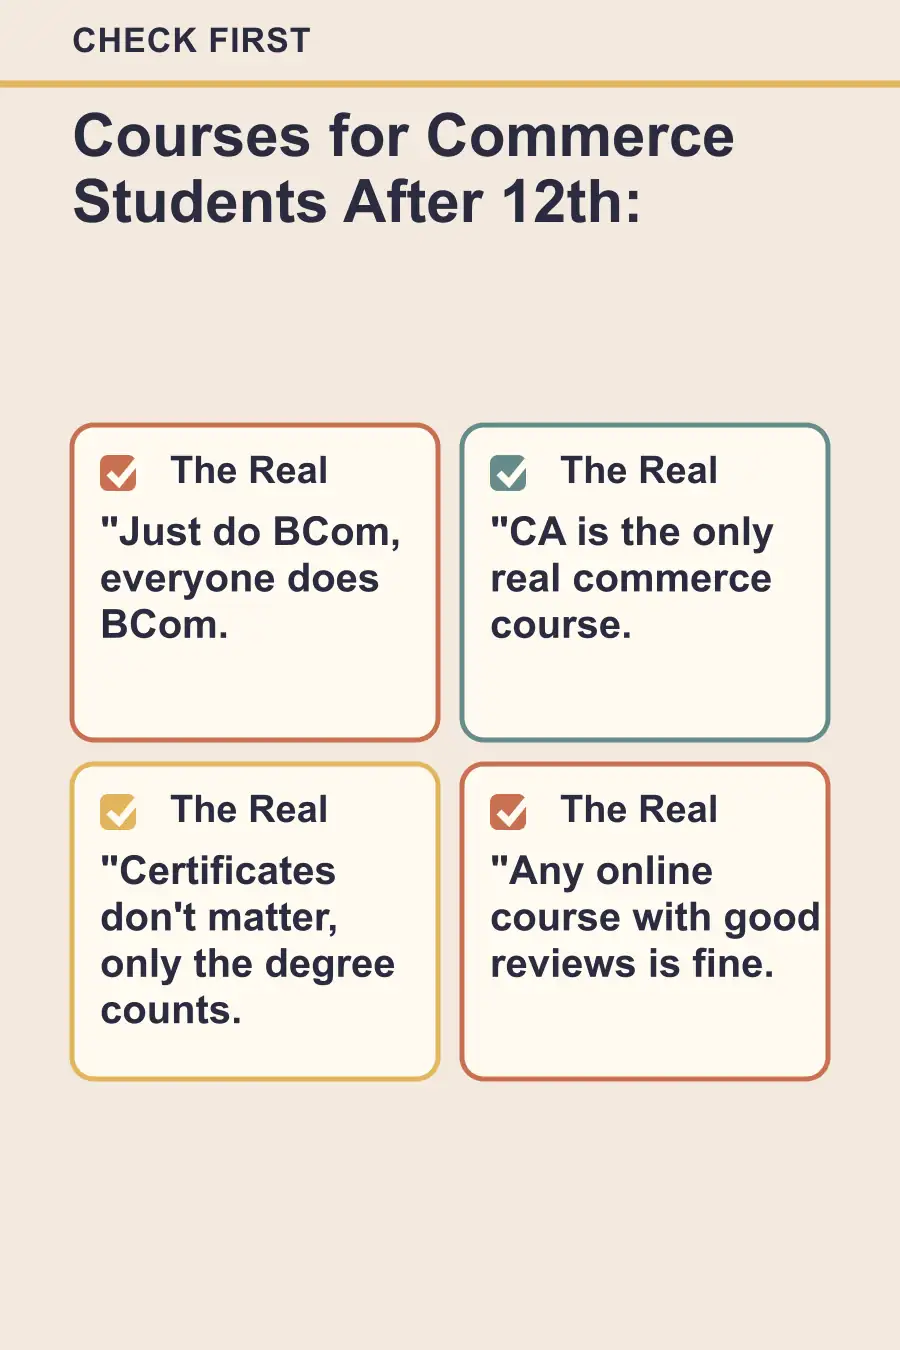 CHECK FIRST
Courses for Commerce
Students After 12th:
The Real
"Just do BCom,
everyone does
BCom.
The Real
"CA is the only
real commerce
course.
The Real
"Certificates
don't matter,
only the degree
counts.
The Real
"Any online
course with good
reviews is fine.